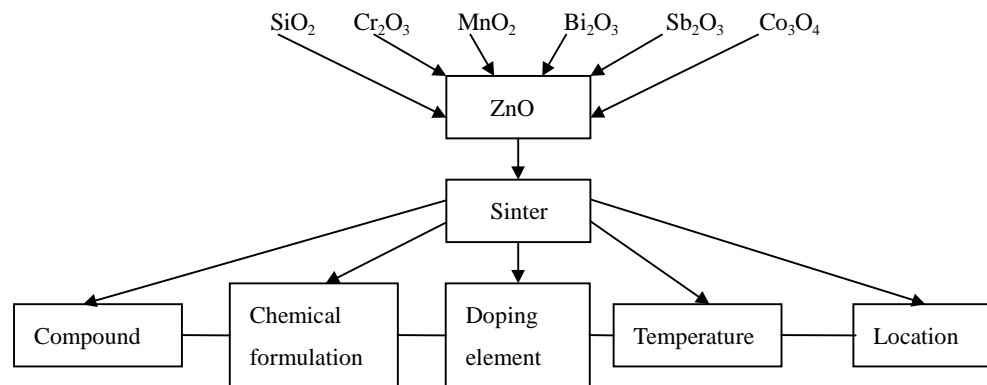 SiO₂ Cr₂O₃ MnO₂ Bi₂O₃ Sb₂O₃ Co₃O₄
ZnO
Sinter
Compound
Chemical
formulation
Doping
element
Temperature
Location